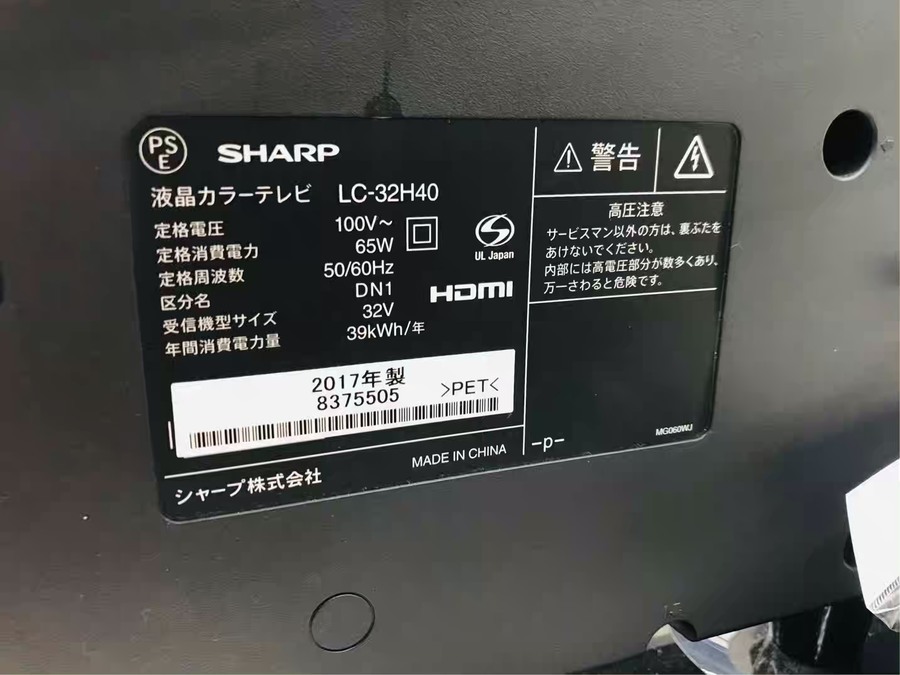 PSE
SHARP
液晶カラーテレビ LC-32H40
定格電圧 100V～
定格消費電力 65W
定格周波数 50/60Hz
区分名 DN1
受信機型サイズ 32V
年間消費電力量 39kWh/年
UL Japan
HDMI
2017年製
8375505 >PET<
シャープ株式会社 MADE IN CHINA
警告
高圧注意
サービスマン以外の方は、裏ぶたを
あけないでください。
内部には高電圧部分が数多くあり、
万一さわると危険です。
-p-
MG060WJ